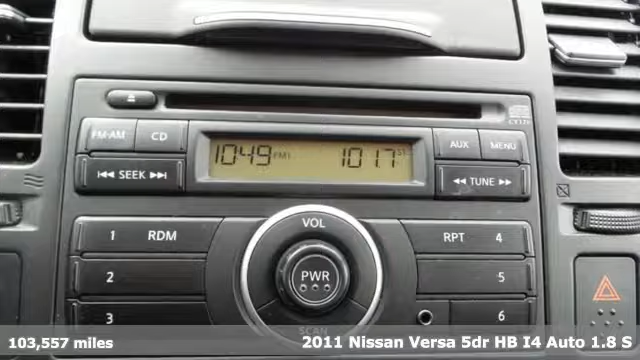 FM·AM CD
1049 FM1 1017 ST
AUX MENU
SEEK
TUNE
VOL
1 RDM
RPT 4
PWR
2
5
3
6
SCAN
103,557 miles
2011 Nissan Versa 5dr HB I4 Auto 1.8 S